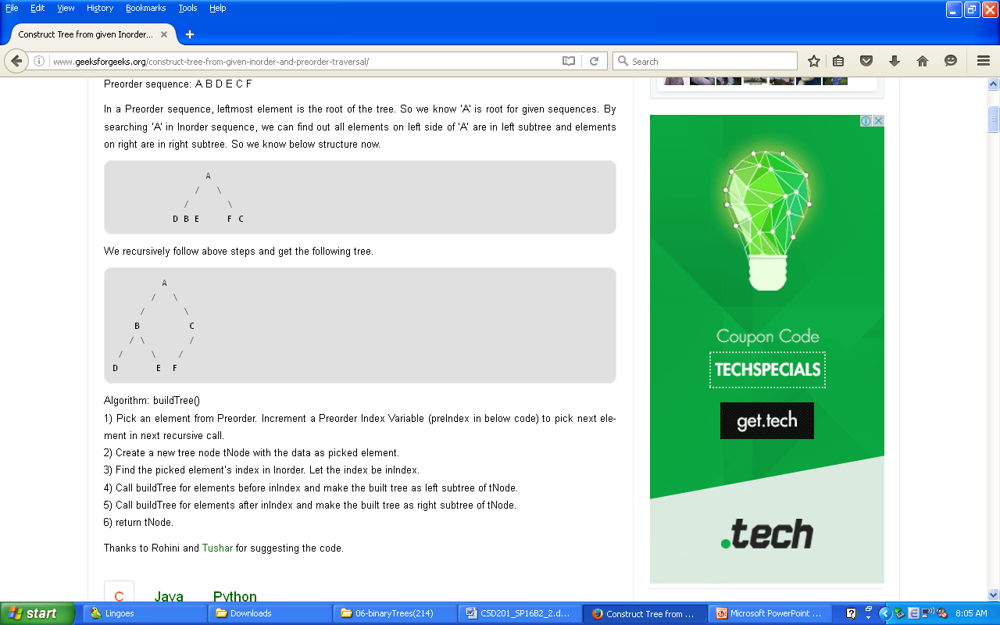 File Edit View History Bookmarks Tools Help
Construct Tree from given Inorder...
www.geeksforgeeks.org/construct-tree-from-given-inorder-and-preorder-traversal/
Search
Preorder sequence: A B D E C F
In a Preorder sequence, leftmost element is the root of the tree. So we know 'A' is root for given sequences. By
searching 'A' in Inorder sequence, we can find out all elements on left side of 'A' are in left subtree and elements
on right are in right subtree. So we know below structure now.
A
/ \
/ \
D B E F C
We recursively follow above steps and get the following tree.
A
/ \
/ \
B C
/ \ /
/ \ /
D E F
Algorithm: buildTree()
1) Pick an element from Preorder. Increment a Preorder Index Variable (preIndex in below code) to pick next ele-
ment in next recursive call.
2) Create a new tree node tNode with the data as picked element.
3) Find the picked element's index in Inorder. Let the index be inIndex.
4) Call buildTree for elements before inIndex and make the built tree as left subtree of tNode.
5) Call buildTree for elements after inIndex and make the built tree as right subtree of tNode.
6) return tNode.
Thanks to Rohini and Tushar for suggesting the code.
C Java Python
Coupon Code
TECHSPECIALS
get.tech
.tech
start Lingoes Downloads 06-binaryTrees(214) CSD201_SP16B2_2.d... Construct Tree from ... Microsoft PowerPoint ... 8:05 AM